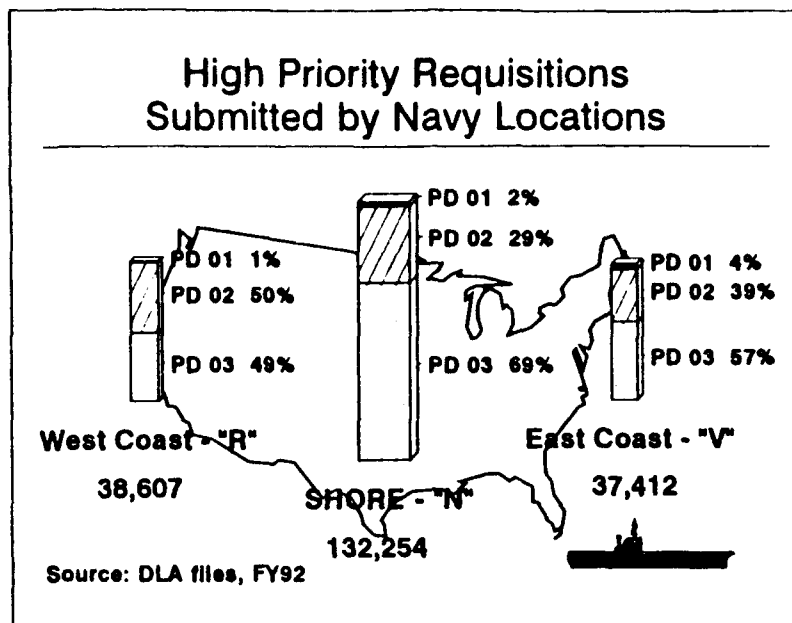 High Priority Requisitions
Submitted by Navy Locations
PD 01 1%
PD 02 50%
PD 03 49%
West Coast - "R"
38,607
PD 01 2%
PD 02 29%
PD 03 69%
SHORE - "N"
132,254
PD 01 4%
PD 02 39%
PD 03 57%
East Coast - "V"
37,412
Source: DLA files, FY92